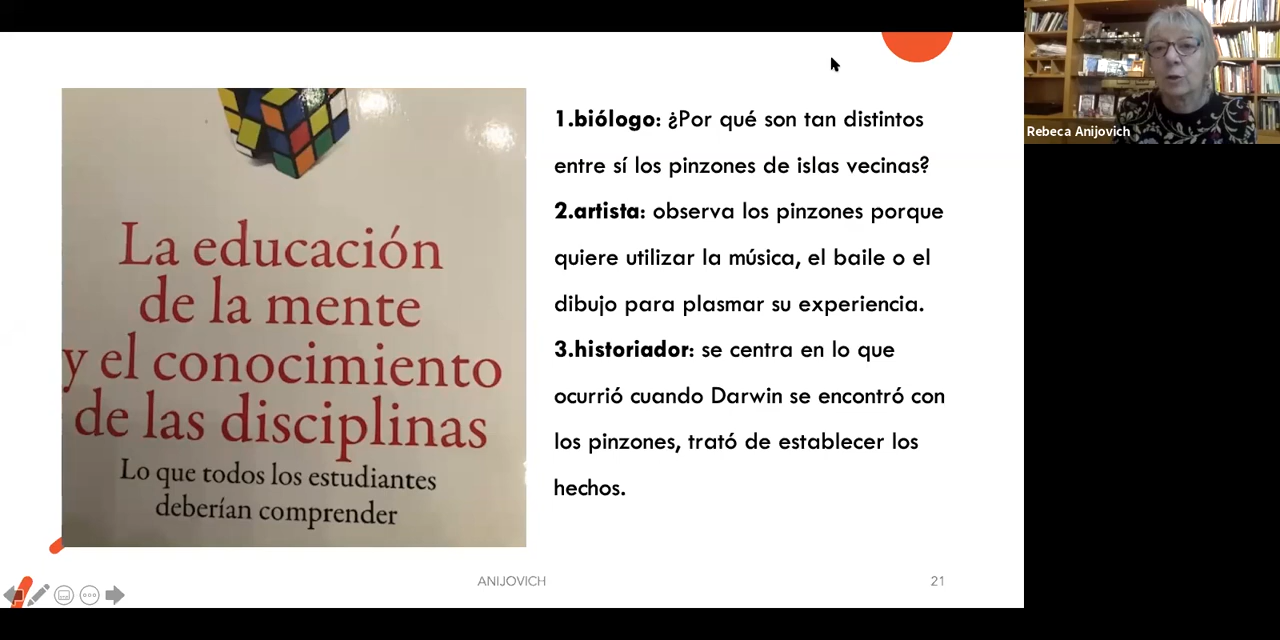 La educación
de la mente
y el conocimiento
de las disciplinas
Lo que todos los estudiantes
deberían comprender
1.biólogo: ¿Por qué son tan distintos
entre sí los pinzones de islas vecinas?
2.artista: observa los pinzones porque
quiere utilizar la música, el baile o el
dibujo para plasmar su experiencia.
3.historiador: se centra en lo que
ocurrió cuando Darwin se encontró con
los pinzones, trató de establecer los
hechos.
ANIJOVICH
21
Rebeca Anijovich